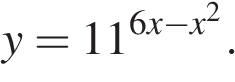 y = 11^{6x−x^2}.